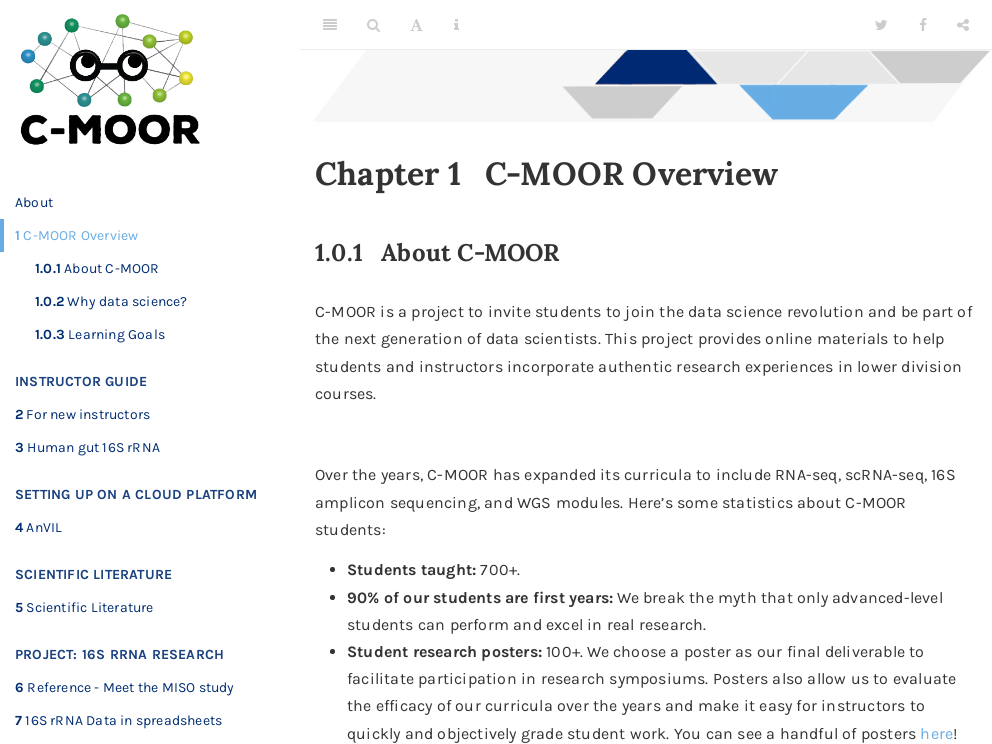 C-MOOR
About
1 C-MOOR Overview
1.0.1 About C-MOOR
1.0.2 Why data science?
1.0.3 Learning Goals
INSTRUCTOR GUIDE
2 For new instructors
3 Human gut 16S rRNA
SETTING UP ON A CLOUD PLATFORM
4 AnVIL
SCIENTIFIC LITERATURE
5 Scientific Literature
PROJECT: 16S RRNA RESEARCH
6 Reference - Meet the MISO study
7 16S rRNA Data in spreadsheets
Chapter 1 C-MOOR Overview
1.0.1 About C-MOOR
C-MOOR is a project to invite students to join the data science revolution and be part of
the next generation of data scientists. This project provides online materials to help
students and instructors incorporate authentic research experiences in lower division
courses.
Over the years, C-MOOR has expanded its curricula to include RNA-seq, scRNA-seq, 16S
amplicon sequencing, and WGS modules. Here’s some statistics about C-MOOR
students:
• Students taught: 700+.
• 90% of our students are first years: We break the myth that only advanced-level
students can perform and excel in real research.
• Student research posters: 100+. We choose a poster as our final deliverable to
facilitate participation in research symposiums. Posters also allow us to evaluate
the efficacy of our curricula over the years and make it easy for instructors to
quickly and objectively grade student work. You can see a handful of posters here!